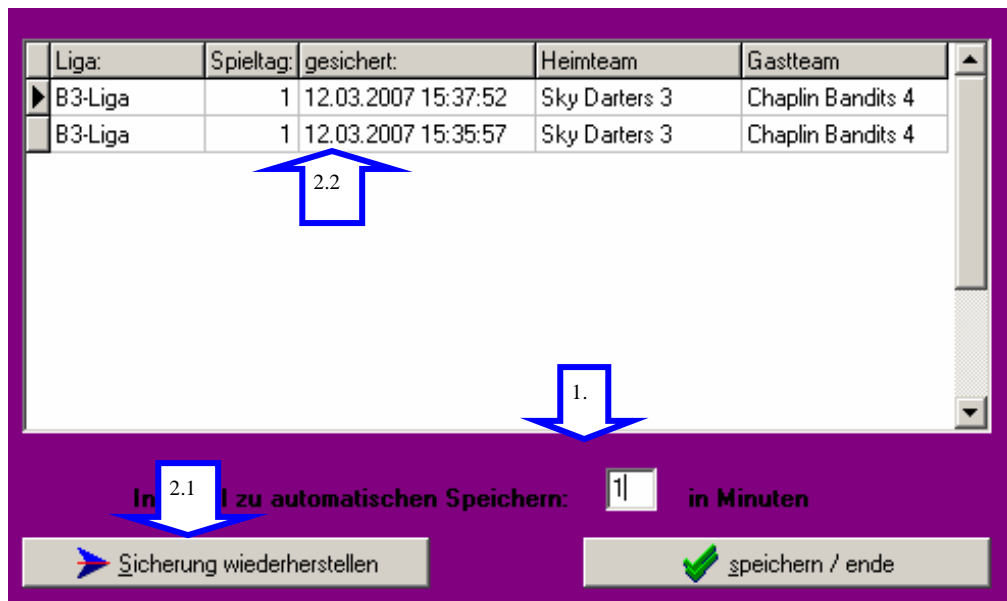 Liga: Spieltag: gesichert: Heimteam Gastteam
B3-Liga 1 12.03.2007 15:37:52 Sky Darters 3 Chaplin Bandits 4
B3-Liga 1 12.03.2007 15:35:57 Sky Darters 3 Chaplin Bandits 4
2.2
1.
2.1
zu automatischen Speichern: 1 in Minuten
Sicherung wiederherstellen speichern / ende